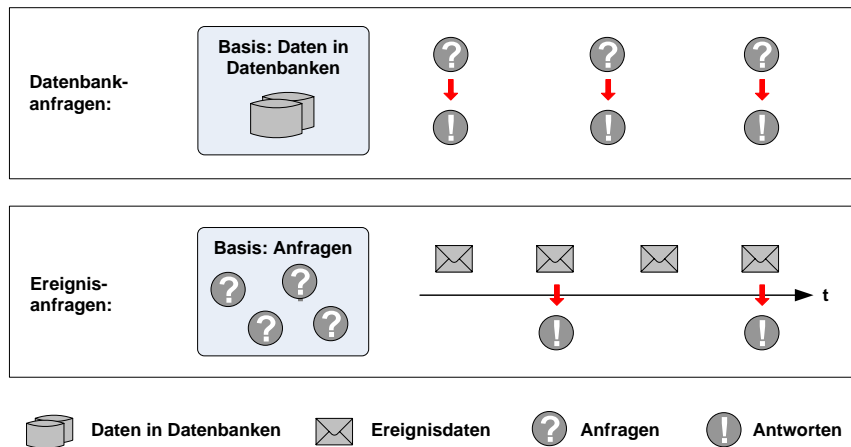 Basis: Daten in
Datenbanken
Datenbank-
anfragen:
? ? ?
! ! !
Basis: Anfragen
Ereignis-
anfragen:
? ? ? ?
t
! !
Daten in Datenbanken
Ereignisdaten
? Anfragen
! Antworten